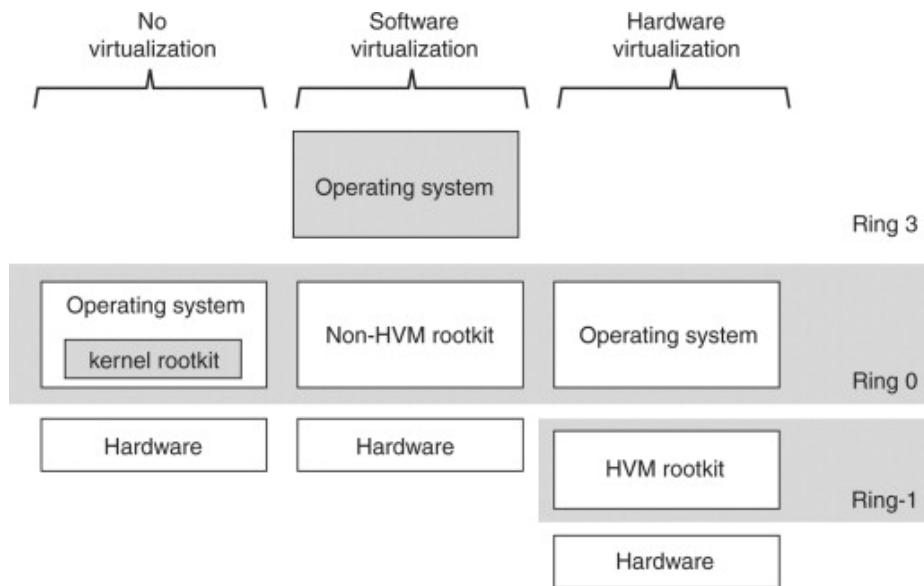 No
virtualization
Software
virtualization
Hardware
virtualization
Operating system
Ring 3
Operating system
kernel rootkit
Non-HVM rootkit
Operating system
Ring 0
Hardware
Hardware
HVM rootkit
Ring-1
Hardware